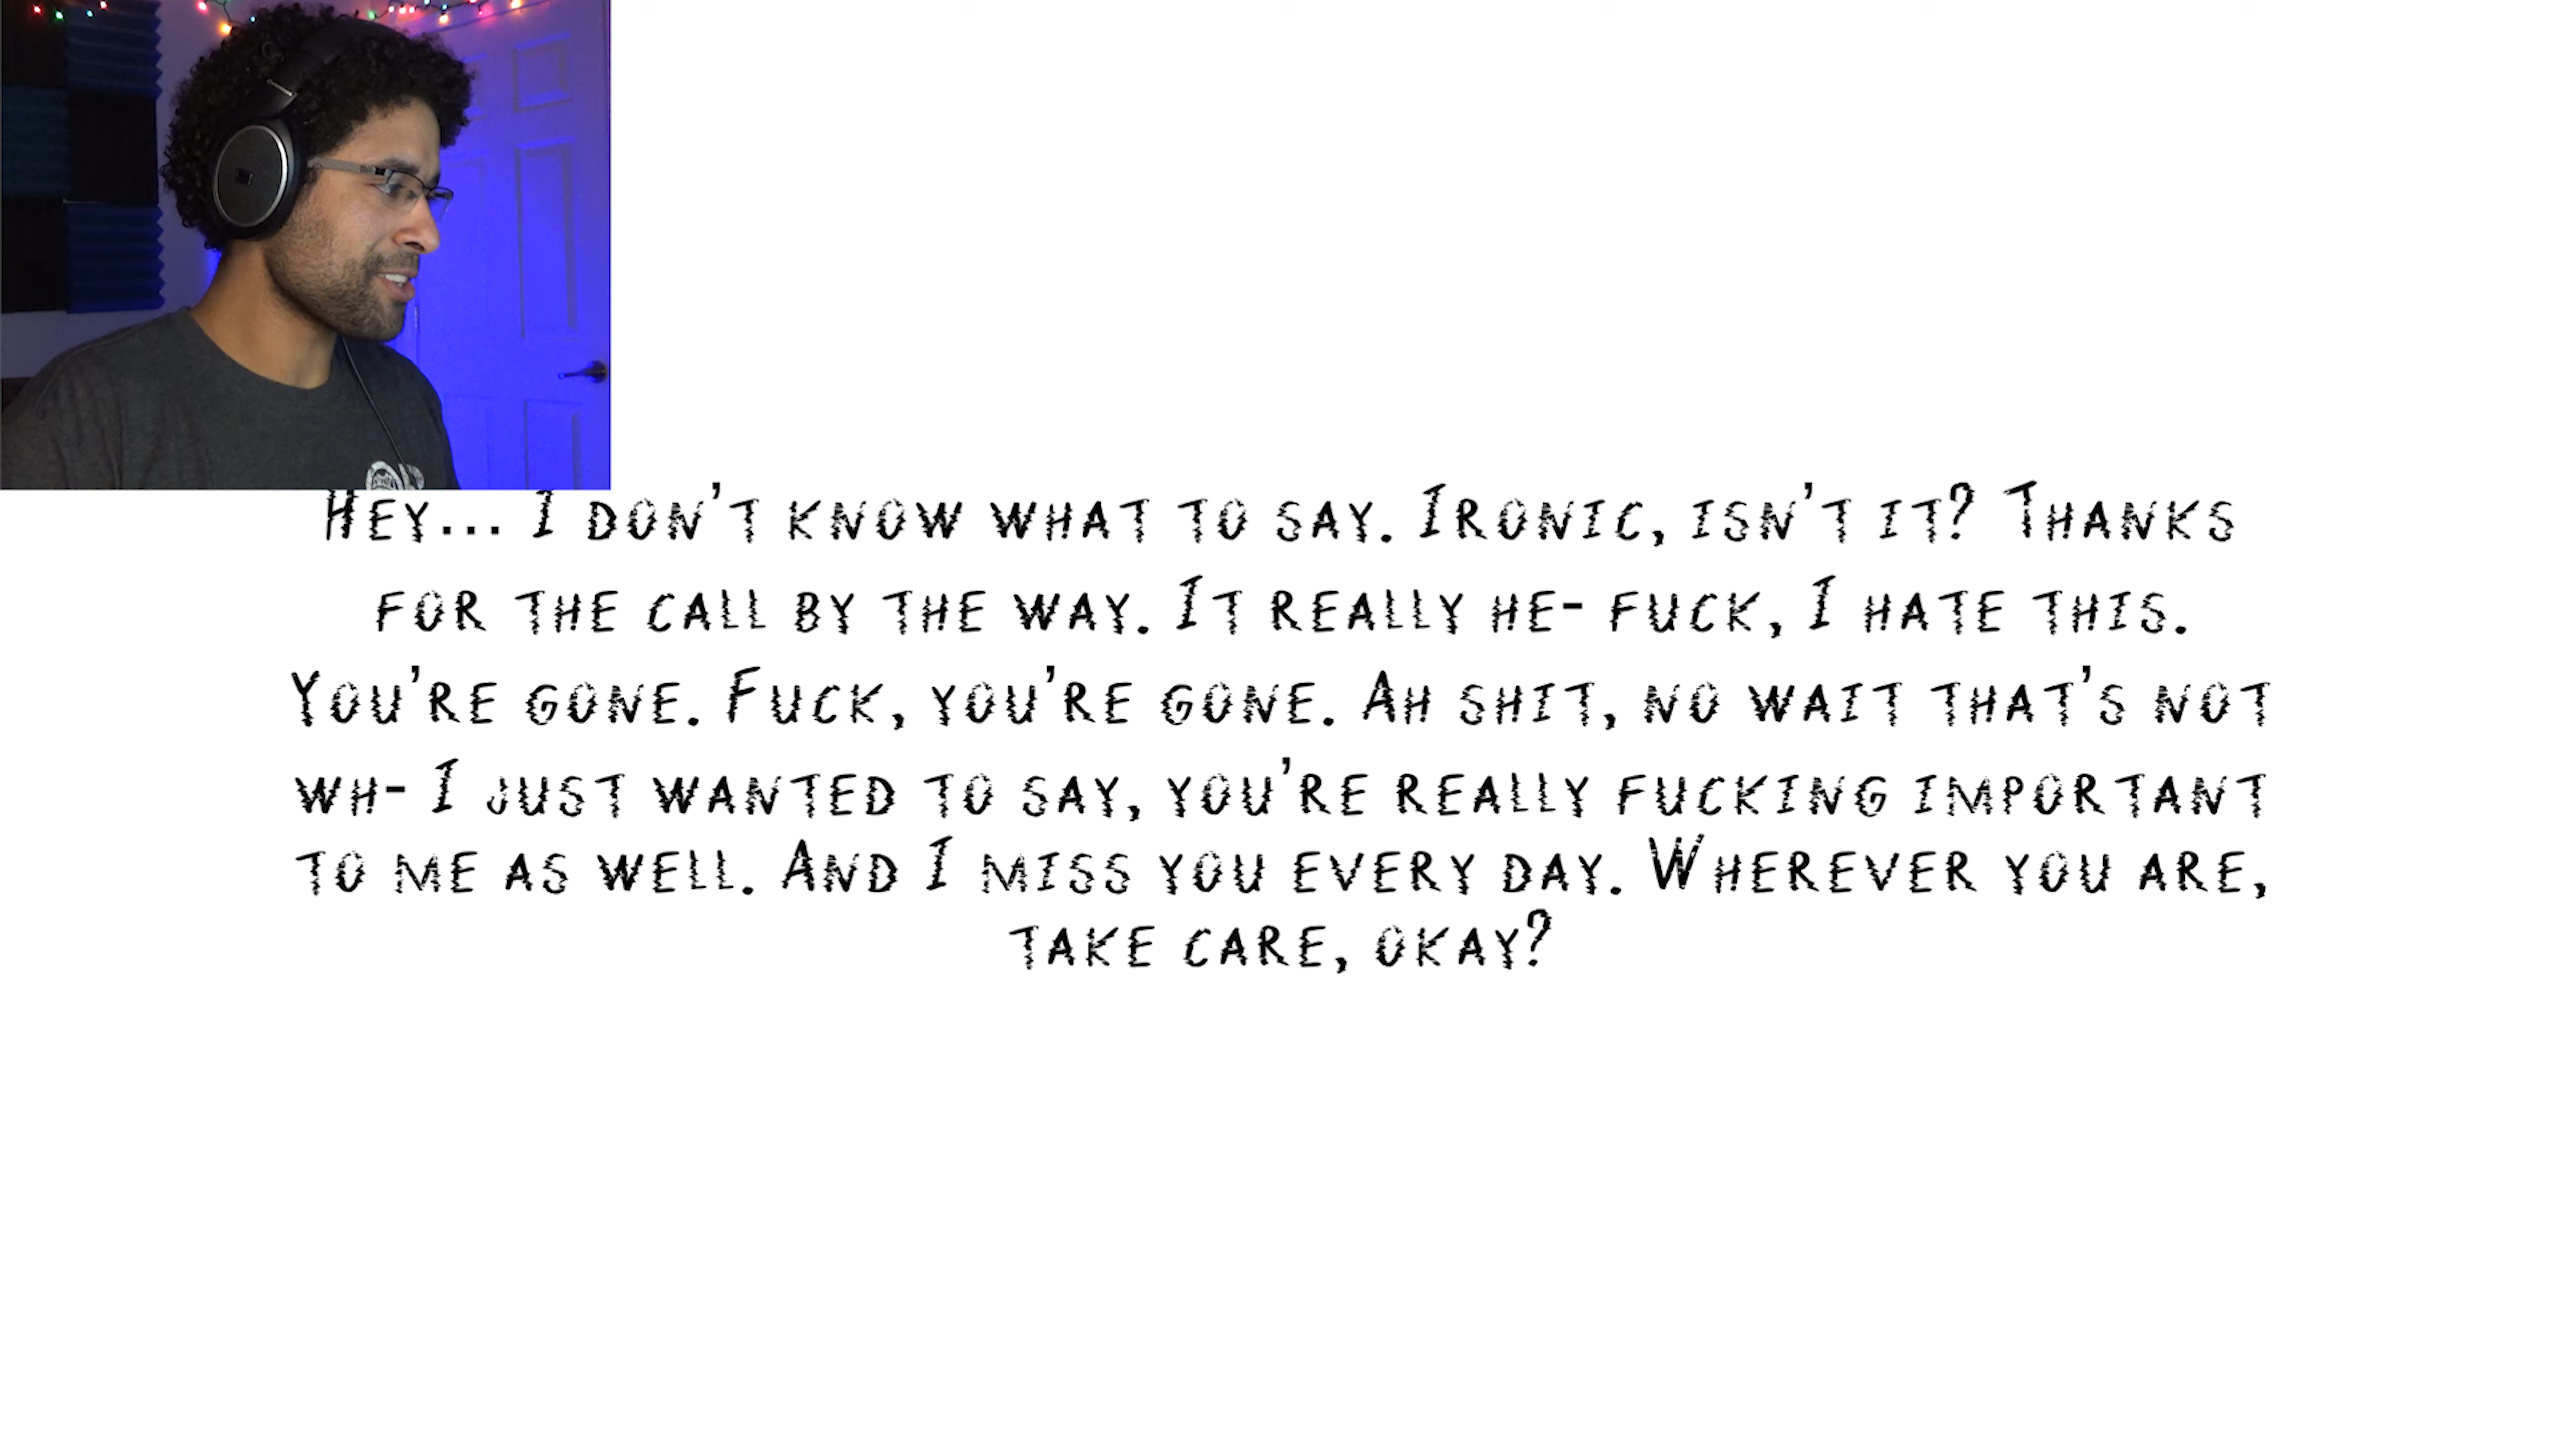 Hey... I don't know what to say. Ironic, isn't it? Thanks
for the call by the way. It really he- fuck, I hate this.
You're gone. Fuck, you're gone. Ah shit, no wait that's not
wh- I just wanted to say, you're really fucking important
to me as well. And I miss you every day. Wherever you are,
take care, okay?